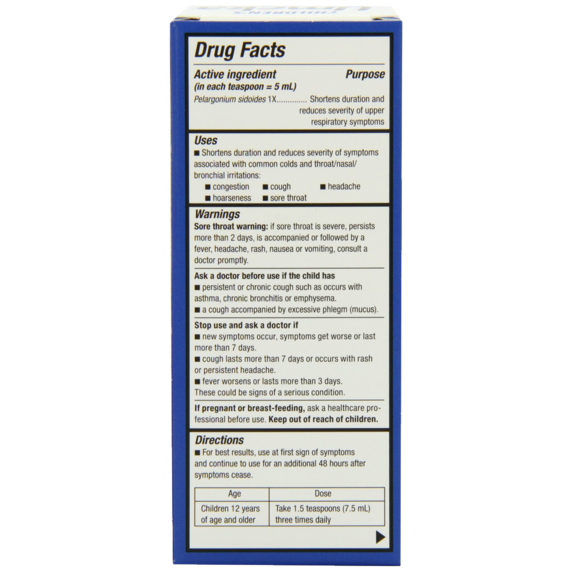 Drug Facts
Active ingredient Purpose
(in each teaspoon = 5 mL)
Pelargonium sidoides 1X.............. Shortens duration and
reduces severity of upper
respiratory symptoms
Uses
■ Shortens duration and reduces severity of symptoms
associated with common colds and throat/nasal/
bronchial irritations:
■ congestion ■ cough ■ headache
■ hoarseness ■ sore throat
Warnings
Sore throat warning: if sore throat is severe, persists
more than 2 days, is accompanied or followed by a
fever, headache, rash, nausea or vomiting, consult a
doctor promptly.
Ask a doctor before use if the child has
■ persistent or chronic cough such as occurs with
asthma, chronic bronchitis or emphysema.
■ a cough accompanied by excessive phlegm (mucus).
Stop use and ask a doctor if
■ new symptoms occur, symptoms get worse or last
more than 7 days.
■ cough lasts more than 7 days or occurs with rash
or persistent headache.
■ fever worsens or lasts more than 3 days.
These could be signs of a serious condition.
If pregnant or breast-feeding, ask a healthcare pro-
fessional before use. Keep out of reach of children.
Directions
■ For best results, use at first sign of symptoms
and continue to use for an additional 48 hours after
symptoms cease.
Age Dose
Children 12 years Take 1.5 teaspoons (7.5 mL)
of age and older three times daily